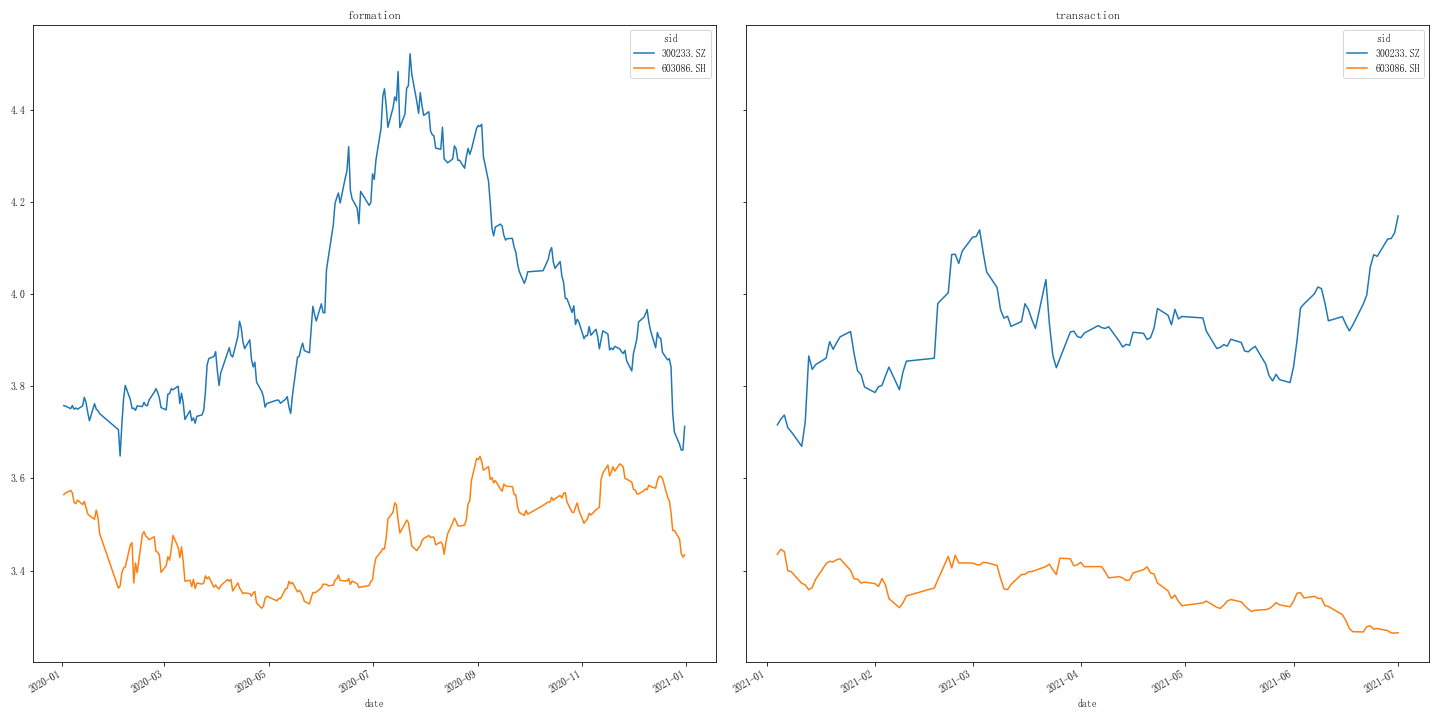 formation
sid
300233.SZ
603086.SH
4.4
4.2
4.0
3.8
3.6
3.4
2020-01
2020-03
2020-05
2020-07
2020-09
2020-11
2021-01
date
transaction
sid
300233.SZ
603086.SH
2021-01
2021-02
2021-03
2021-04
2021-05
2021-06
2021-07
date